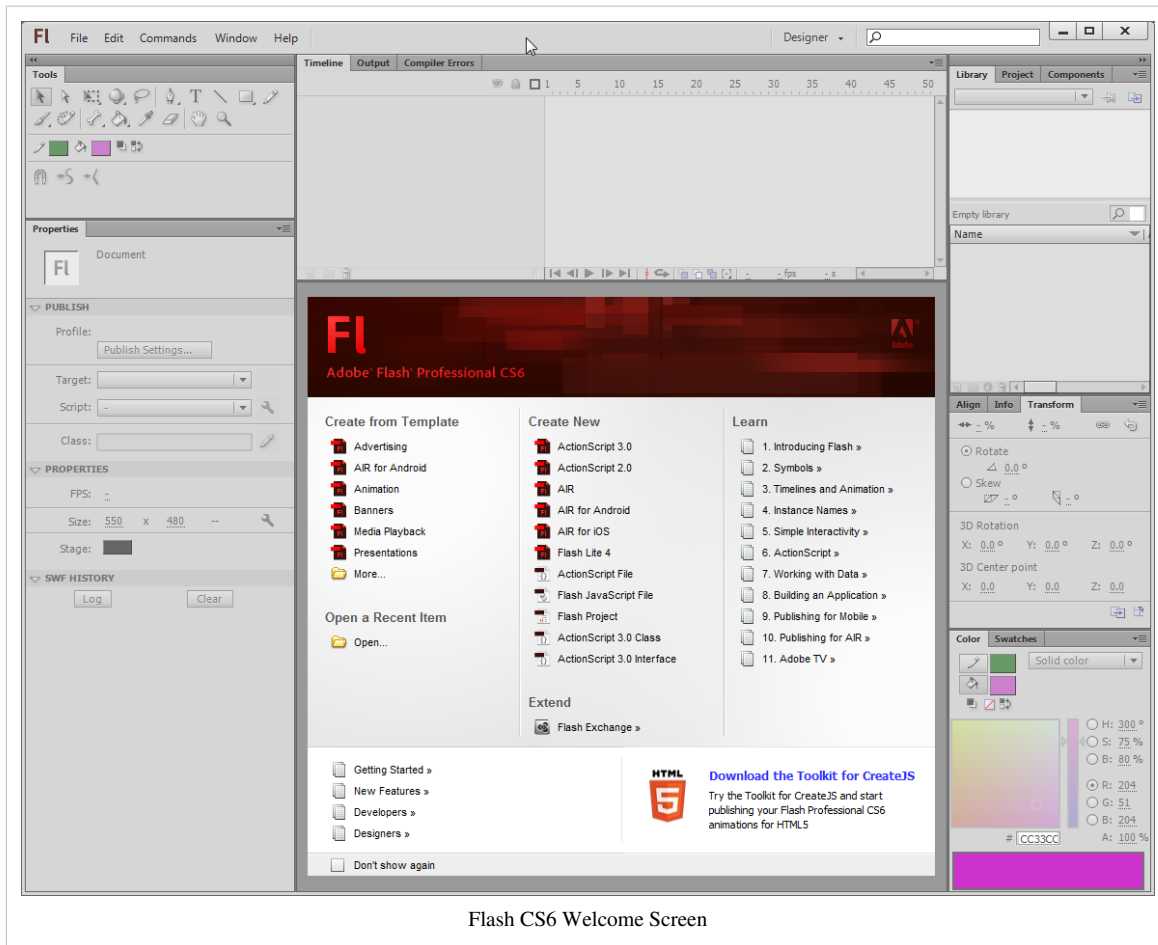 Fl File Edit Commands Window Help Designer
Tools
Timeline Output Compiler Errors
1 5 10 15 20 25 30 35 40 45 50
- - fps - s
Properties
Fl Document
PUBLISH
Profile:
Publish Settings...
Target:
Script: -
Class:
PROPERTIES
FPS: -
Size: 550 x 480 --
Stage:
SWF HISTORY
Log Clear
Fl
Adobe® Flash® Professional CS6
Adobe
Create from Template
Advertising
AIR for Android
Animation
Banners
Media Playback
Presentations
More...
Open a Recent Item
Open...
Create New
ActionScript 3.0
ActionScript 2.0
AIR
AIR for Android
AIR for iOS
Flash Lite 4
ActionScript File
Flash JavaScript File
Flash Project
ActionScript 3.0 Class
ActionScript 3.0 Interface
Extend
Flash Exchange »
Learn
1. Introducing Flash »
2. Symbols »
3. Timelines and Animation »
4. Instance Names »
5. Simple Interactivity »
6. ActionScript »
7. Working with Data »
8. Building an Application »
9. Publishing for Mobile »
10. Publishing for AIR »
11. Adobe TV »
Getting Started »
New Features »
Developers »
Designers »
HTML
5
Download the Toolkit for CreateJS
Try the Toolkit for CreateJS and start
publishing your Flash Professional CS6
animations for HTML5
Don't show again
Library Project Components
Empty library
Name
Align Info Transform
- % - %
Rotate
0.0 °
Skew
- ° - °
3D Rotation
X: 0.0 ° Y: 0.0 ° Z: 0.0 °
3D Center point
X: 0.0 Y: 0.0 Z: 0.0
Color Swatches
Solid color
H: 300 °
S: 75 %
B: 80 %
R: 204
G: 51
B: 204
# CC33CC A: 100 %
Flash CS6 Welcome Screen